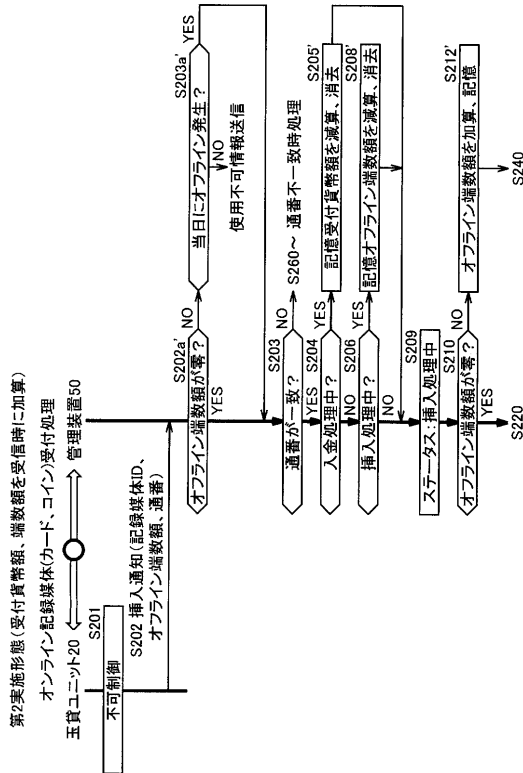 第2実施形態(受付貨幣額、端数額を受信時に加算)
オンライン記録媒体(カード、コイン)受付処理
玉貸ユニット20
管理装置50
S201
不可制御
S202 挿入通知(記録媒体ID、
オフライン端数額、通番)
S202a'
オフライン端数額が零?
NO
YES
S203a'
当日にオフライン発生?
YES
NO
使用不可情報送信
S203
通番が一致?
NO
S260~ 通番不一致時処理
YES
S204
入金処理中?
YES
S205'
記憶受付貨幣額を減算、消去
NO
S206
挿入処理中?
YES
S208'
記憶オフライン端数額を減算、消去
NO
S209
ステータス:挿入処理中
S210
オフライン端数額が零?
NO
S212'
オフライン端数額を加算、記憶
YES
S220
S240